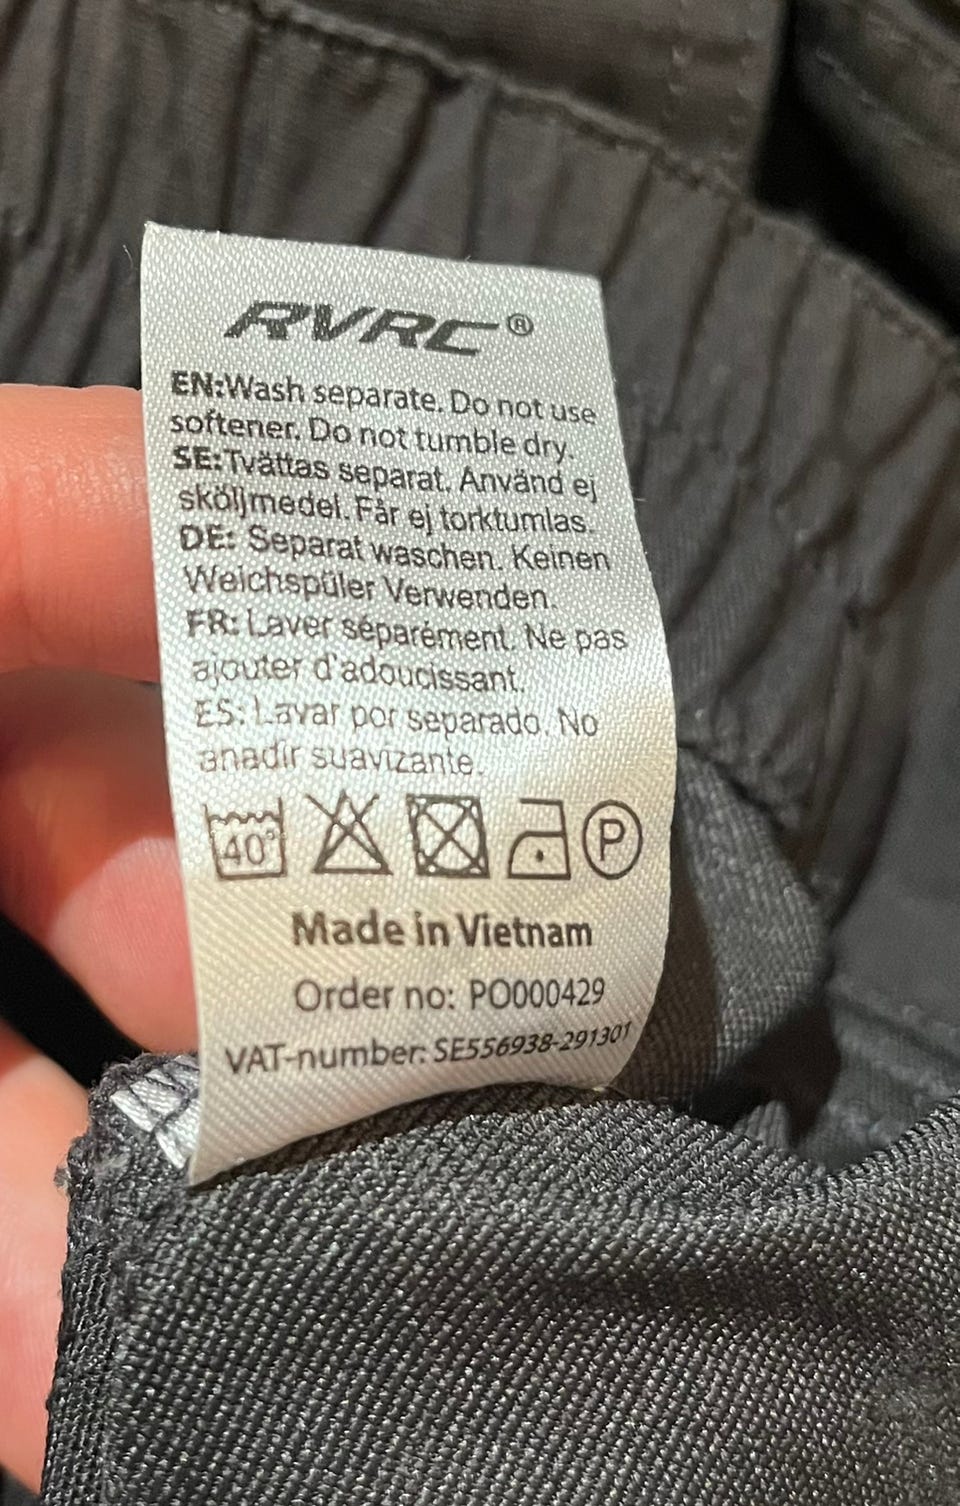 RVRC®
EN:Wash separate. Do not use
softener. Do not tumble dry.
SE:Tvättas separat. Använd ej
sköljmedel. Får ej torktumlas.
DE: Separat waschen. Keinen
Weichspüler Verwenden.
FR: Laver séparément. Ne pas
ajouter d'adoucissant.
ES: Lavar por separado. No
anadir suavizante.
40° P
Made in Vietnam
Order no: PO000429
VAT-number: SE556938-291301